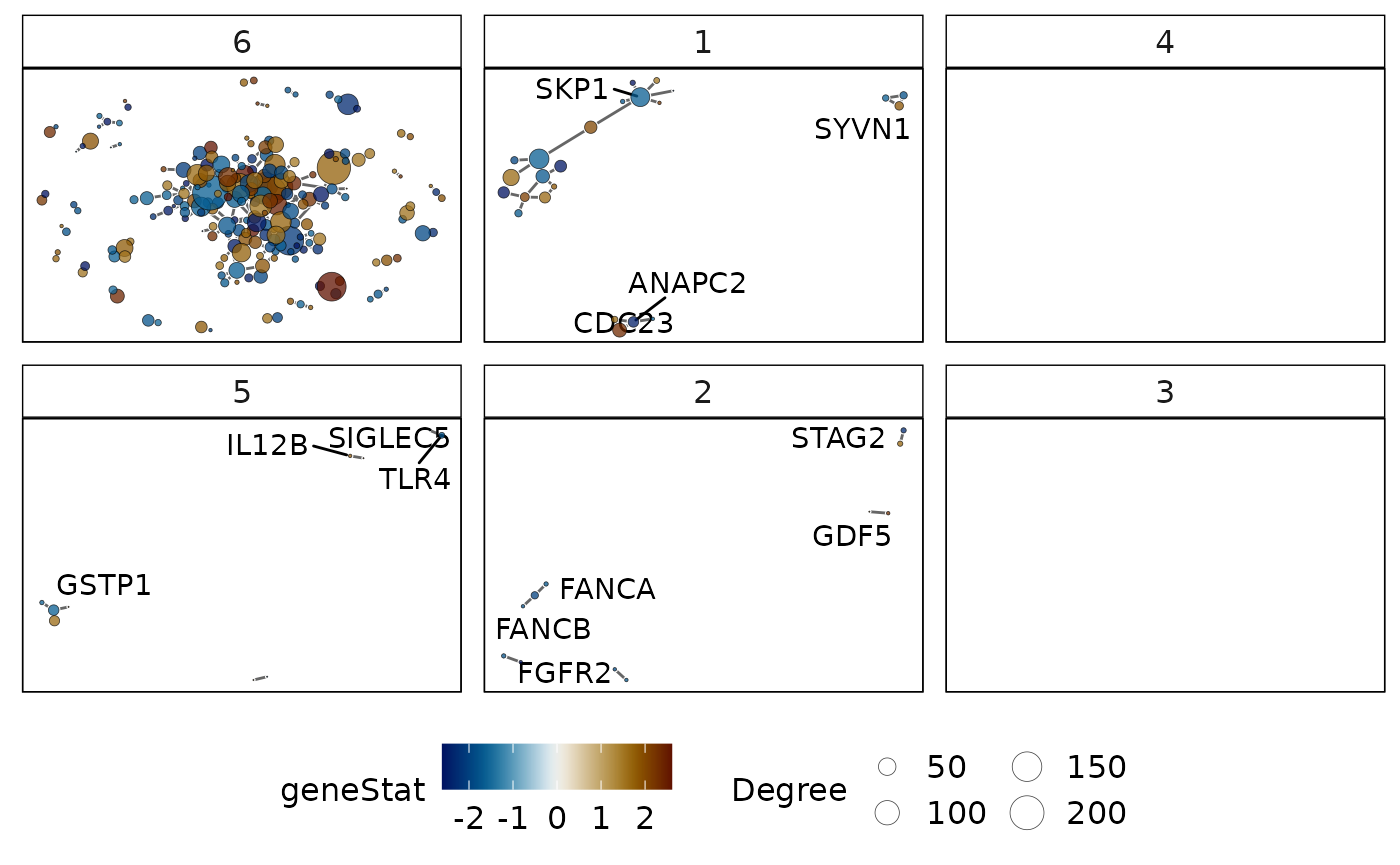 6
1
4
SKP1
SYVN1
ANAPC2
CDC23
5
2
3
IL12B
SIGLEC5
TLR4
GSTP1
STAG2
GDF5
FANCA
FANCB
FGFR2
geneStat
-2 -1 0 1 2
Degree
50
150
100
200